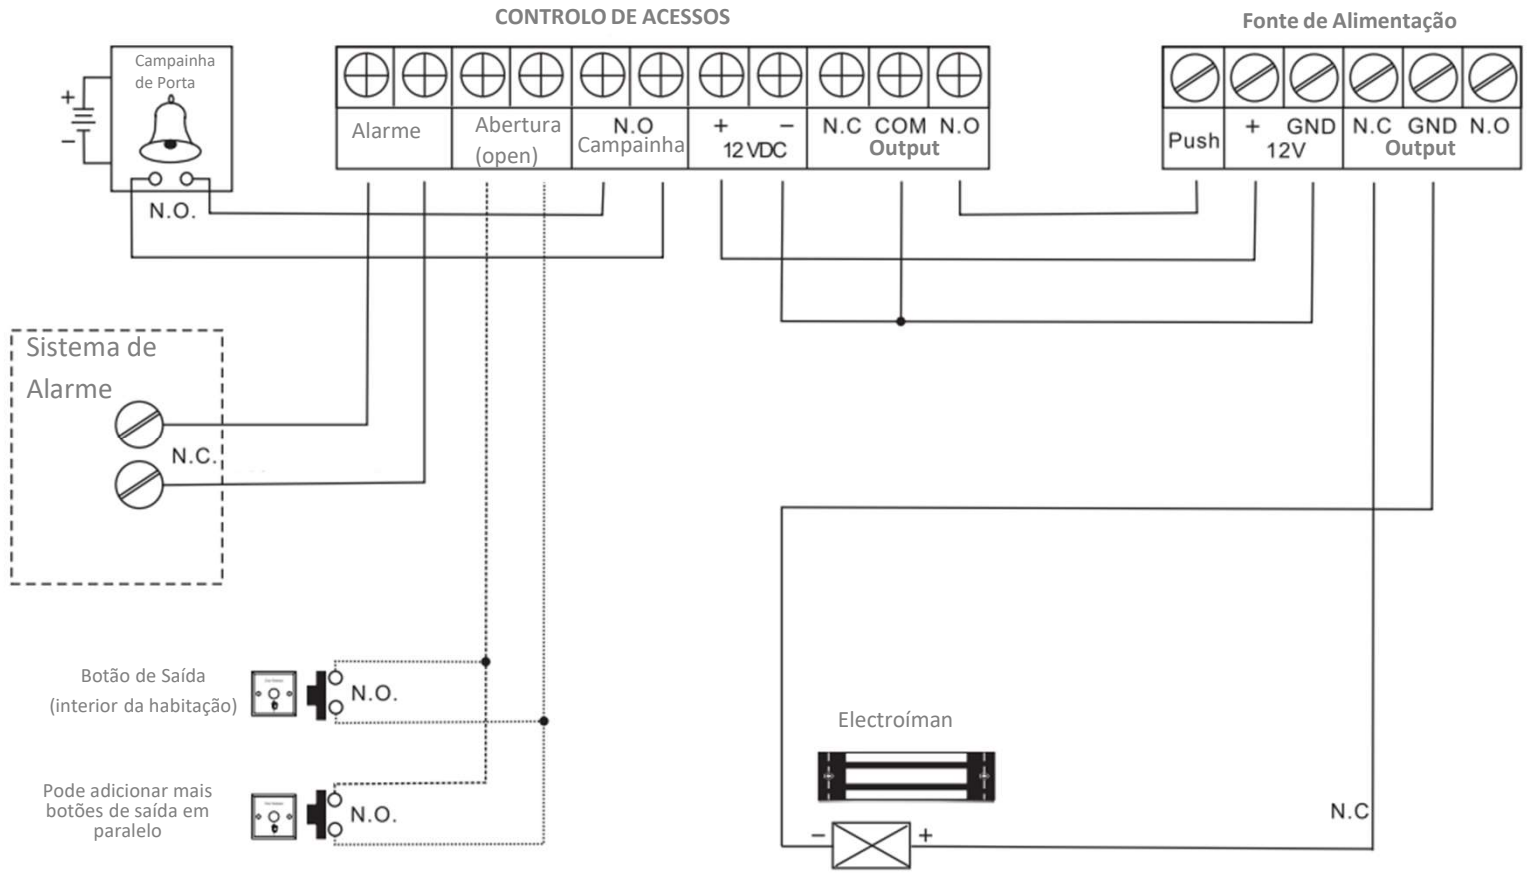 CONTROLO DE ACESSOS
Fonte de Alimentação
Campainha
de Porta
+
−
N.O.
Alarme
Abertura
(open)
N.O
Campainha
+ −
12 VDC
N.C COM N.O
Output
Push
+ GND
12V
N.C GND N.O
Output
Sistema de
Alarme
N.C.
Botão de Saída
(interior da habitação)
N.O.
Pode adicionar mais
botões de saída em
paralelo
N.O.
Electroíman
− +
N.C